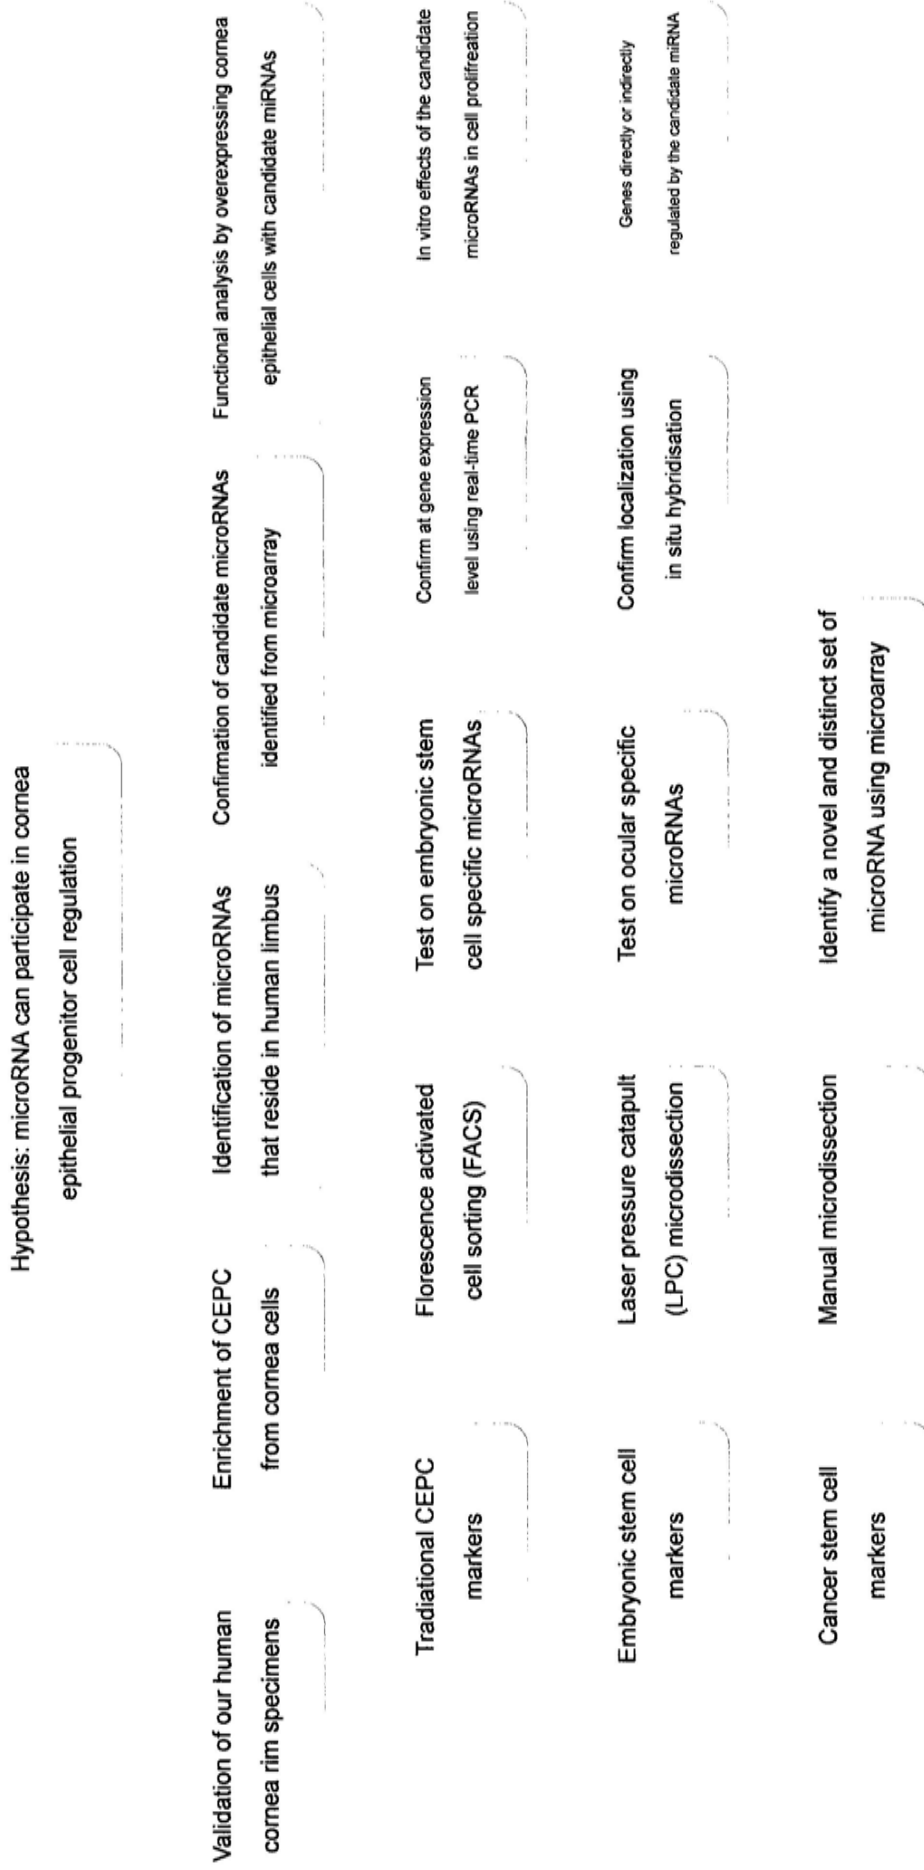 Hypothesis: microRNA can participate in cornea
epithelial progenitor cell regulation
Validation of our human
cornea rim specimens
Enrichment of CEPC
from cornea cells
Identification of microRNAs
that reside in human limbus
Confirmation of candidate microRNAs
identified from microarray
Functional analysis by overexpressing cornea
epithelial cells with candidate miRNAs
Tradiational CEPC
markers
Florescence activated
cell sorting (FACS)
Test on embryonic stem
cell specific microRNAs
Confirm at gene expression
level using real-time PCR
In vitro effects of the candidate
microRNAs in cell prolifreation
Embryonic stem cell
markers
Laser pressure catapult
(LPC) microdissection
Test on ocular specific
microRNAs
Confirm localization using
in situ hybridisation
Genes directly or indirectly
regulated by the candidate miRNA
Cancer stem cell
markers
Manual microdissection
Identify a novel and distinct set of
microRNA using microarray